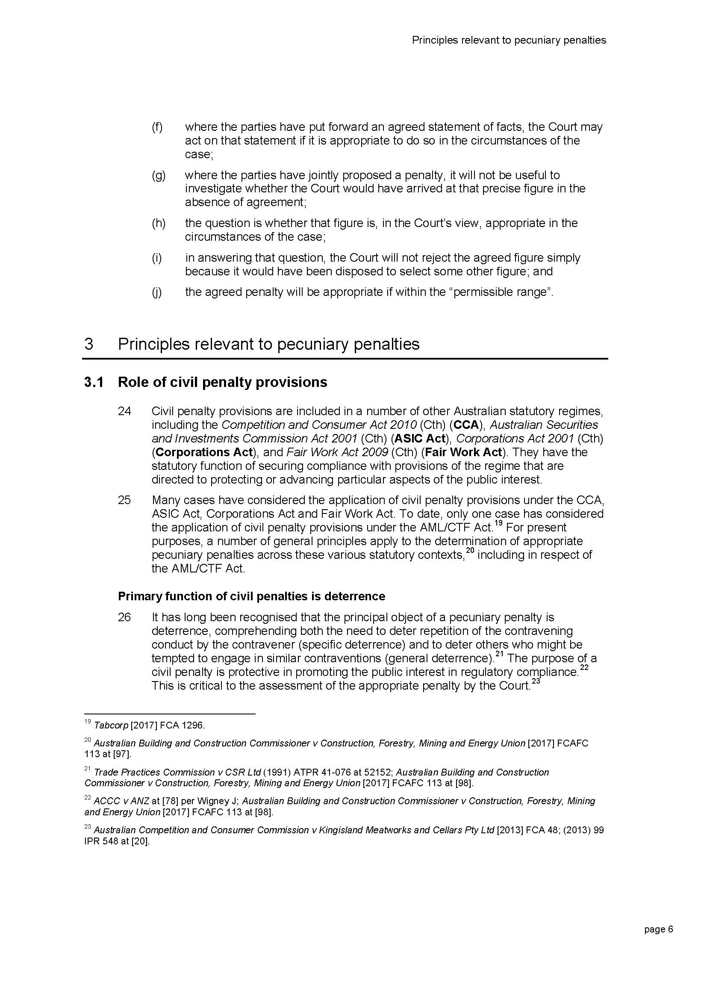 Principles relevant to pecuniary penalties
(f) where the parties have put forward an agreed statement of facts, the Court may
act on that statement if it is appropriate to do so in the circumstances of the
case;
(g) where the parties have jointly proposed a penalty, it will not be useful to
investigate whether the Court would have arrived at that precise figure in the
absence of agreement;
(h) the question is whether that figure is, in the Court's view, appropriate in the
circumstances of the case;
(i) in answering that question, the Court will not reject the agreed figure simply
because it would have been disposed to select some other figure; and
(j) the agreed penalty will be appropriate if within the “permissible range”.
3 Principles relevant to pecuniary penalties
3.1 Role of civil penalty provisions
24 Civil penalty provisions are included in a number of other Australian statutory regimes,
including the Competition and Consumer Act 2010 (Cth) (CCA), Australian Securities
and Investments Commission Act 2001 (Cth) (ASIC Act), Corporations Act 2001 (Cth)
(Corporations Act), and Fair Work Act 2009 (Cth) (Fair Work Act). They have the
statutory function of securing compliance with provisions of the regime that are
directed to protecting or advancing particular aspects of the public interest.
25 Many cases have considered the application of civil penalty provisions under the CCA,
ASIC Act, Corporations Act and Fair Work Act. To date, only one case has considered
the application of civil penalty provisions under the AML/CTF Act.19 For present
purposes, a number of general principles apply to the determination of appropriate
pecuniary penalties across these various statutory contexts,20 including in respect of
the AML/CTF Act.
Primary function of civil penalties is deterrence
26 It has long been recognised that the principal object of a pecuniary penalty is
deterrence, comprehending both the need to deter repetition of the contravening
conduct by the contravener (specific deterrence) and to deter others who might be
tempted to engage in similar contraventions (general deterrence).21 The purpose of a
civil penalty is protective in promoting the public interest in regulatory compliance.22
This is critical to the assessment of the appropriate penalty by the Court.23
19 Tabcorp [2017] FCA 1296.
20 Australian Building and Construction Commissioner v Construction, Forestry, Mining and Energy Union [2017] FCAFC
113 at [97].
21 Trade Practices Commission v CSR Ltd (1991) ATPR 41-076 at 52152; Australian Building and Construction
Commissioner v Construction, Forestry, Mining and Energy Union [2017] FCAFC 113 at [98].
22 ACCC v ANZ at [78] per Wigney J; Australian Building and Construction Commissioner v Construction, Forestry, Mining
and Energy Union [2017] FCAFC 113 at [98].
23 Australian Competition and Consumer Commission v Kingisland Meatworks and Cellars Pty Ltd [2013] FCA 48; (2013) 99
IPR 548 at [20].
page 6